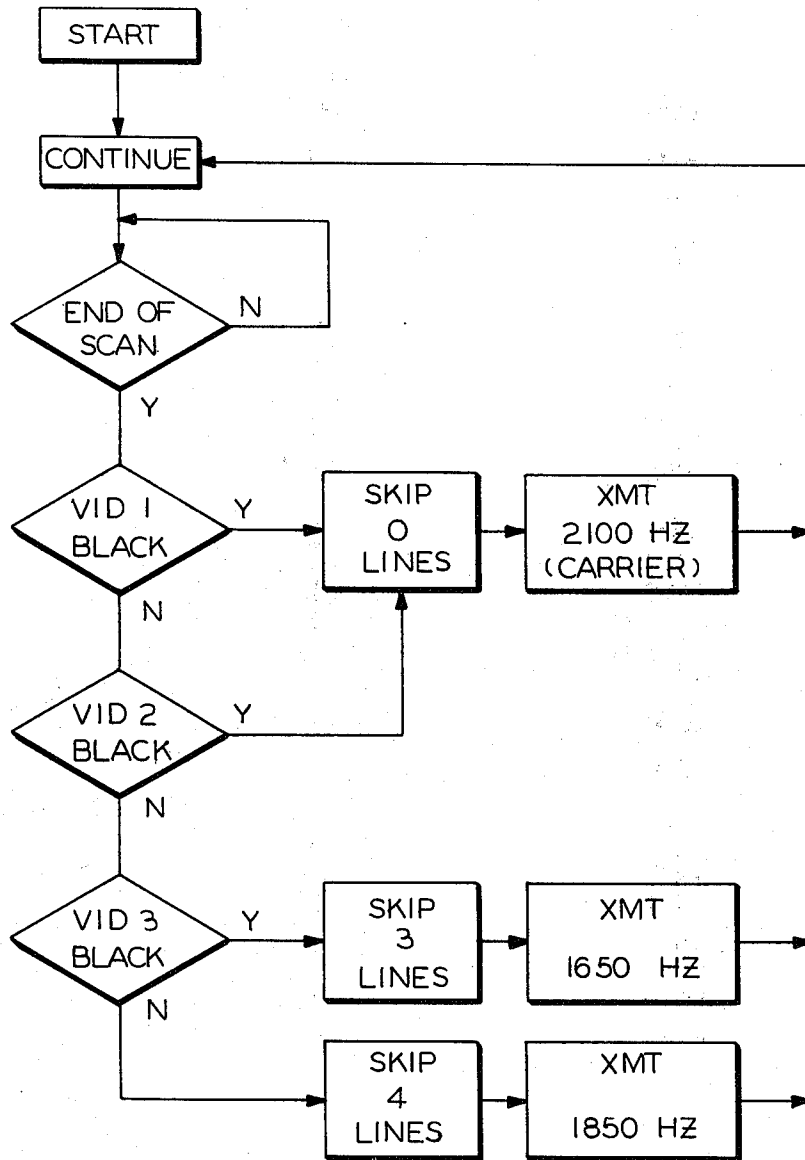 START
CONTINUE
END OF
SCAN
N
Y
VID 1
BLACK
Y
N
SKIP
0
LINES
XMT
2100 HZ
(CARRIER)
VID 2
BLACK
Y
N
VID 3
BLACK
Y
N
SKIP
3
LINES
XMT
1650 HZ
SKIP
4
LINES
XMT
1850 HZ